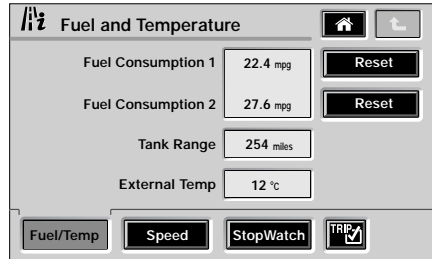 i Fuel and Temperature
Fuel Consumption 1 22.4 mpg Reset
Fuel Consumption 2 27.6 mpg Reset
Tank Range 254 miles
External Temp 12 °C
Fuel/Temp Speed StopWatch TRIP